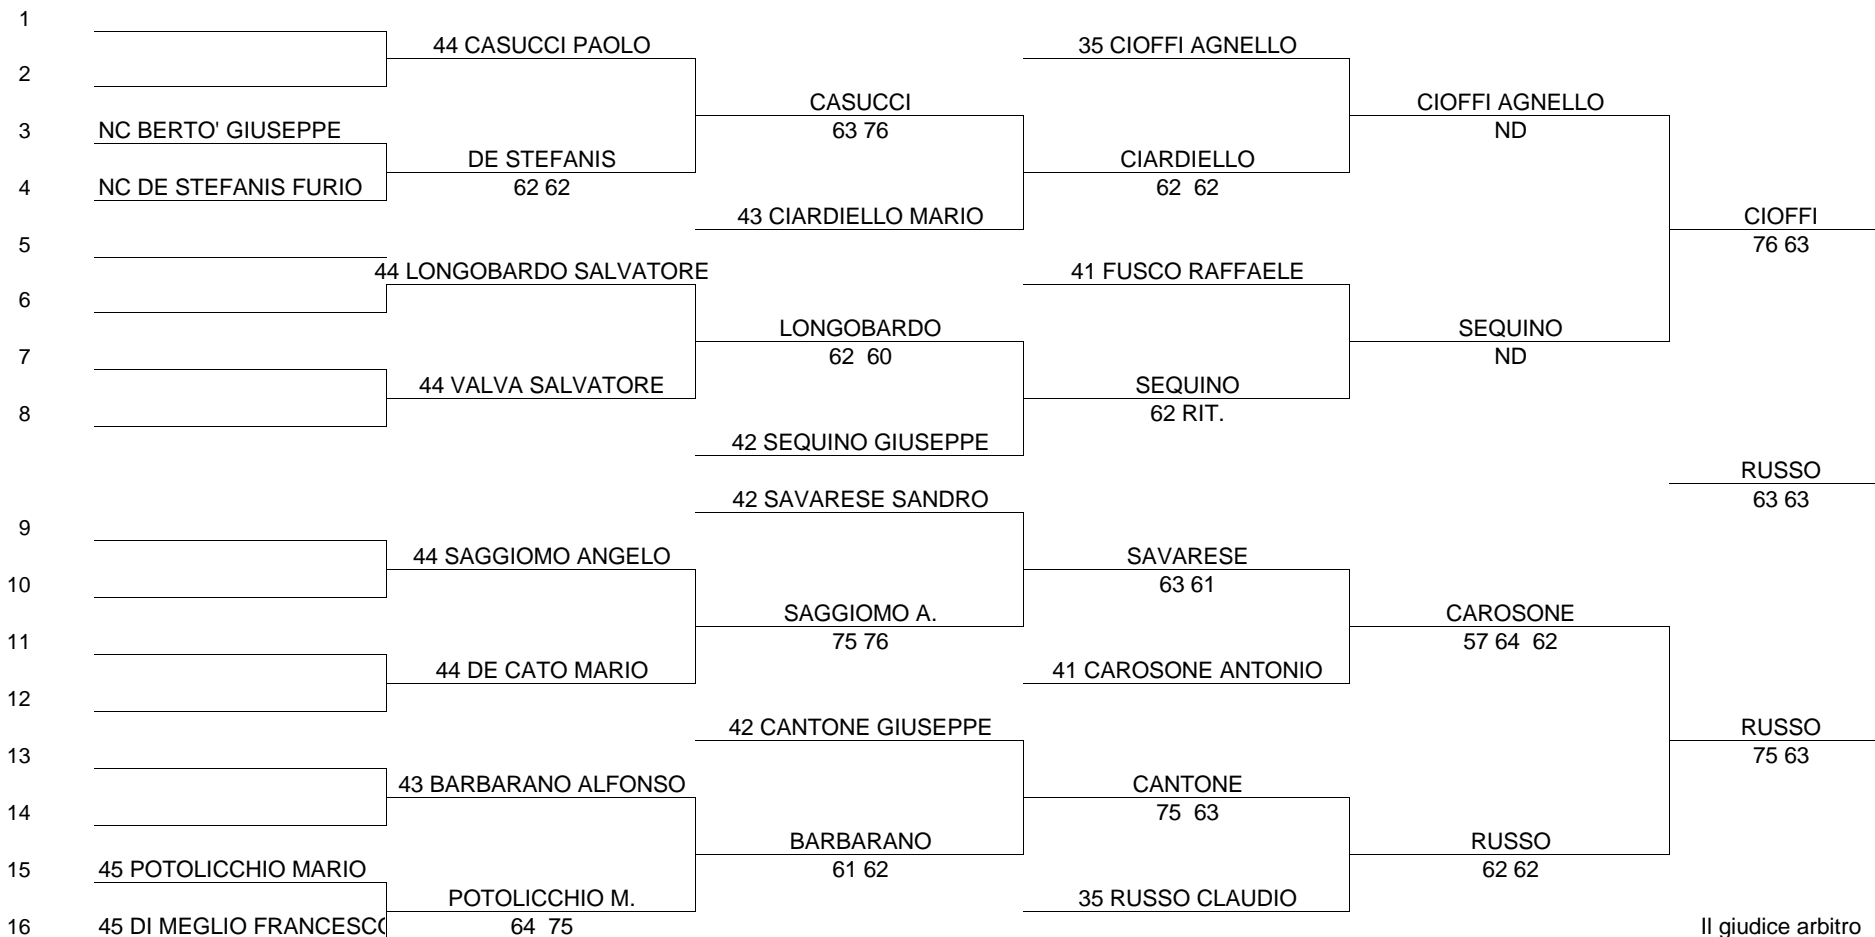 1
44 CASUCCI PAOLO 35 CIOFFI AGNELLO
2
CASUCCI CIOFFI AGNELLO
3 NC BERTO' GIUSEPPE 63 76 ND
DE STEFANIS CIARDIELLO
4 NC DE STEFANIS FURIO 62 62 62 62
43 CIARDIELLO MARIO CIOFFI
5 76 63
44 LONGOBARDO SALVATORE 41 FUSCO RAFFAELE
6
LONGOBARDO SEQUINO
7 62 60 ND
44 VALVA SALVATORE SEQUINO
8 62 RIT.
42 SEQUINO GIUSEPPE
RUSSO
42 SAVARESE SANDRO 63 63
9
44 SAGGIOMO ANGELO SAVARESE
10 63 61
SAGGIOMO A. CAROSONE
11 75 76 57 64 62
44 DE CATO MARIO 41 CAROSONE ANTONIO
12
42 CANTONE GIUSEPPE RUSSO
13 75 63
43 BARBARANO ALFONSO CANTONE
14 75 63
BARBARANO RUSSO
15 45 POTOLICCHIO MARIO 61 62 62 62
POTOLICCHIO M. 35 RUSSO CLAUDIO
16 45 DI MEGLIO FRANCESCO 64 75 Il giudice arbitro